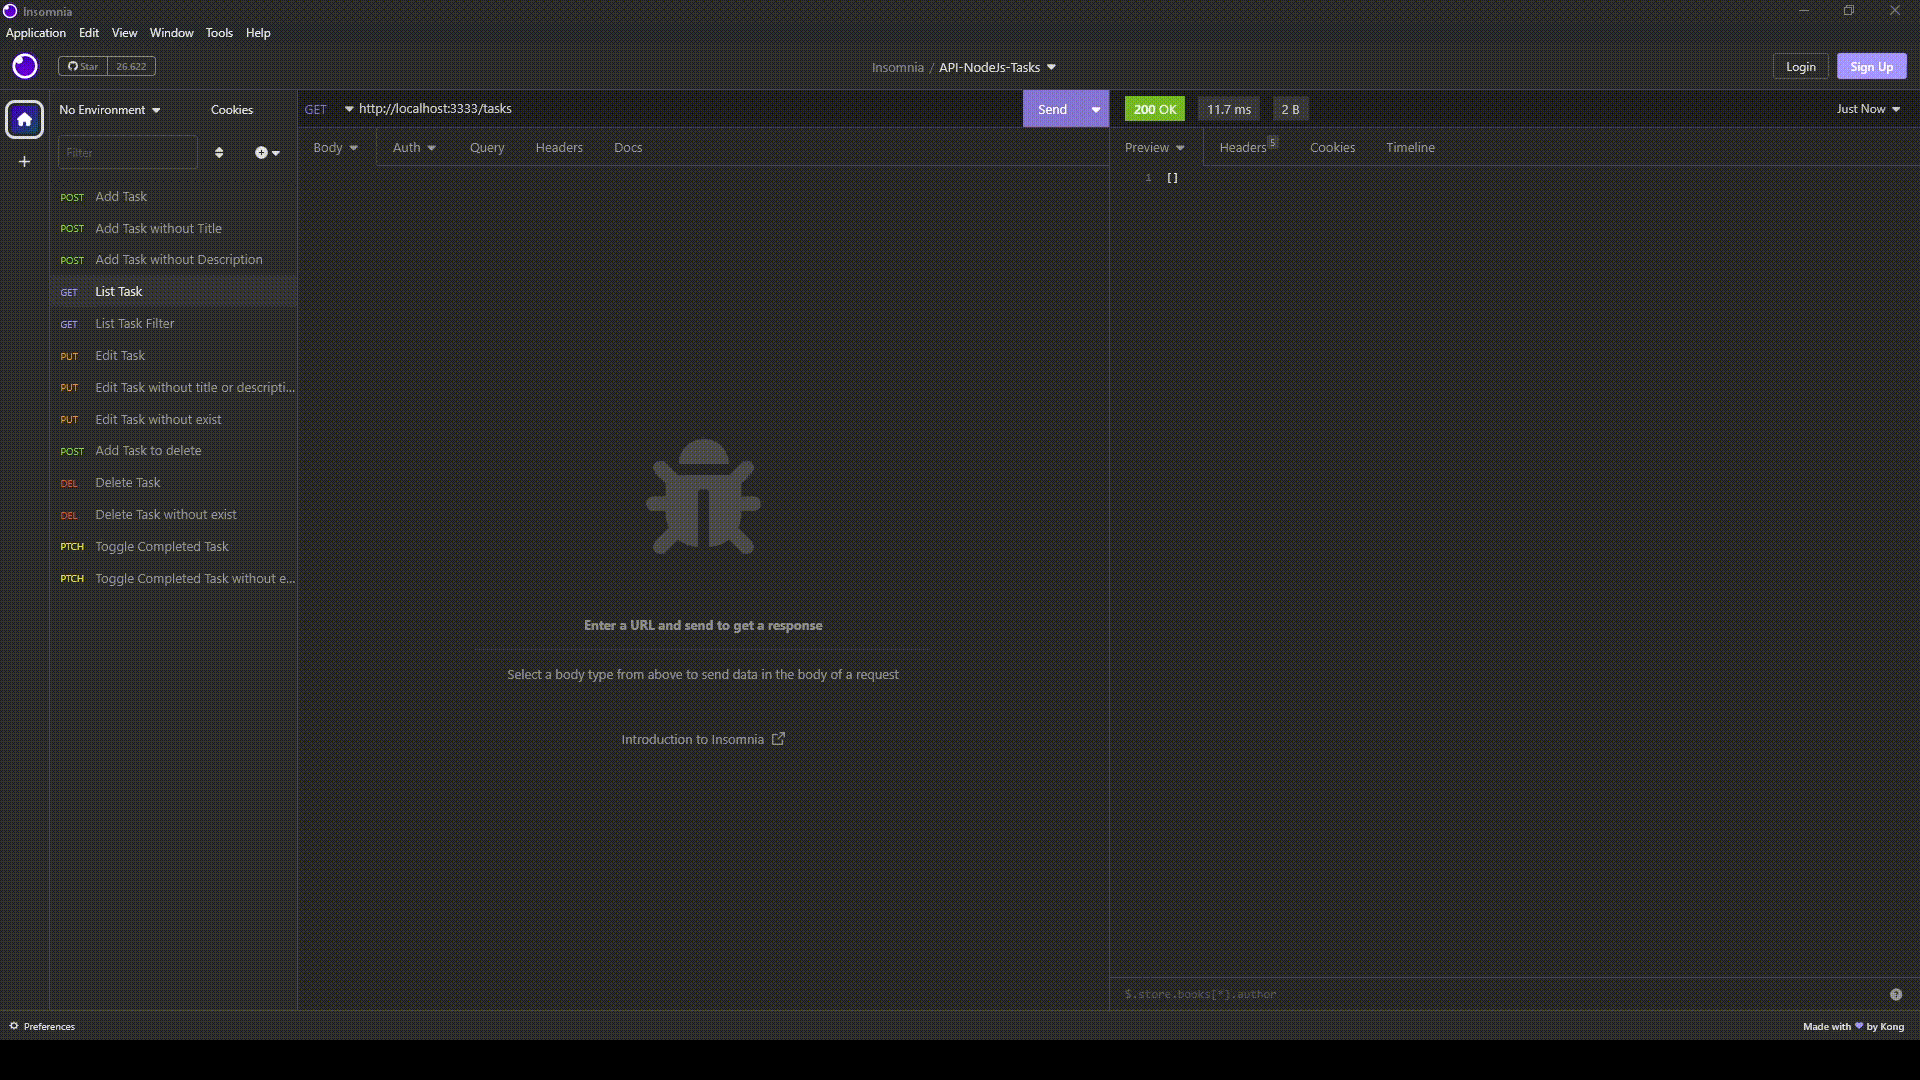 Insomnia
Application Edit View Window Tools Help
Star 26.622
Insomnia / API-NodeJs-Tasks
Login Sign Up
No Environment Cookies
GET http://localhost:3333/tasks
Send
200 OK 11.7 ms 2 B
Just Now
Filter
Body Auth Query Headers Docs
Preview Headers 5 Cookies Timeline
1 []
POST Add Task
POST Add Task without Title
POST Add Task without Description
GET List Task
GET List Task Filter
PUT Edit Task
PUT Edit Task without title or descripti...
PUT Edit Task without exist
POST Add Task to delete
DEL Delete Task
DEL Delete Task without exist
PTCH Toggle Completed Task
PTCH Toggle Completed Task without e...
Enter a URL and send to get a response
Select a body type from above to send data in the body of a request
Introduction to Insomnia
$.store.books[*].author
?
Preferences
Made with ♥ by Kong